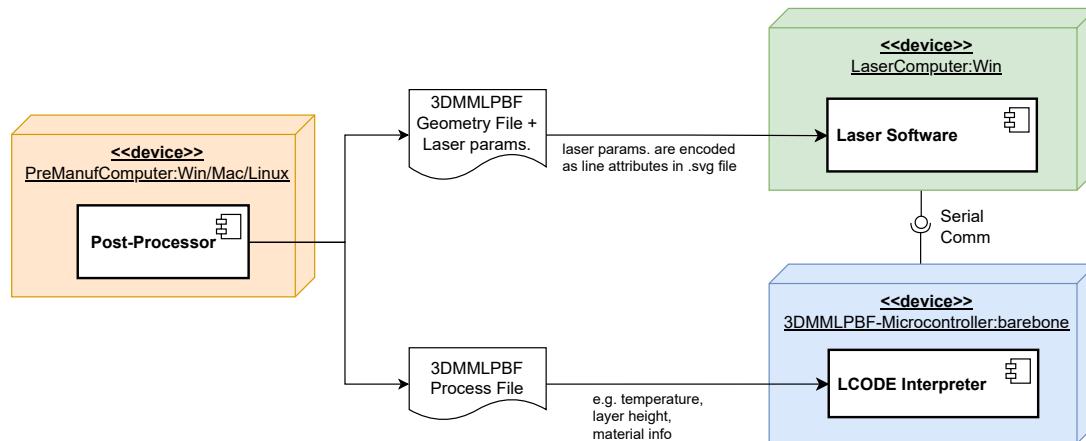 <<device>>
PreManufComputer:Win/Mac/Linux
Post-Processor
3DMMLPBF
Geometry File +
Laser params.
laser params. are encoded
as line attributes in .svg file
<<device>>
LaserComputer:Win
Laser Software
Serial
Comm
3DMMLPBF
Process File
e.g. temperature,
layer height,
material info
<<device>>
3DMMLPBF-Microcontroller:barebone
LCODE Interpreter